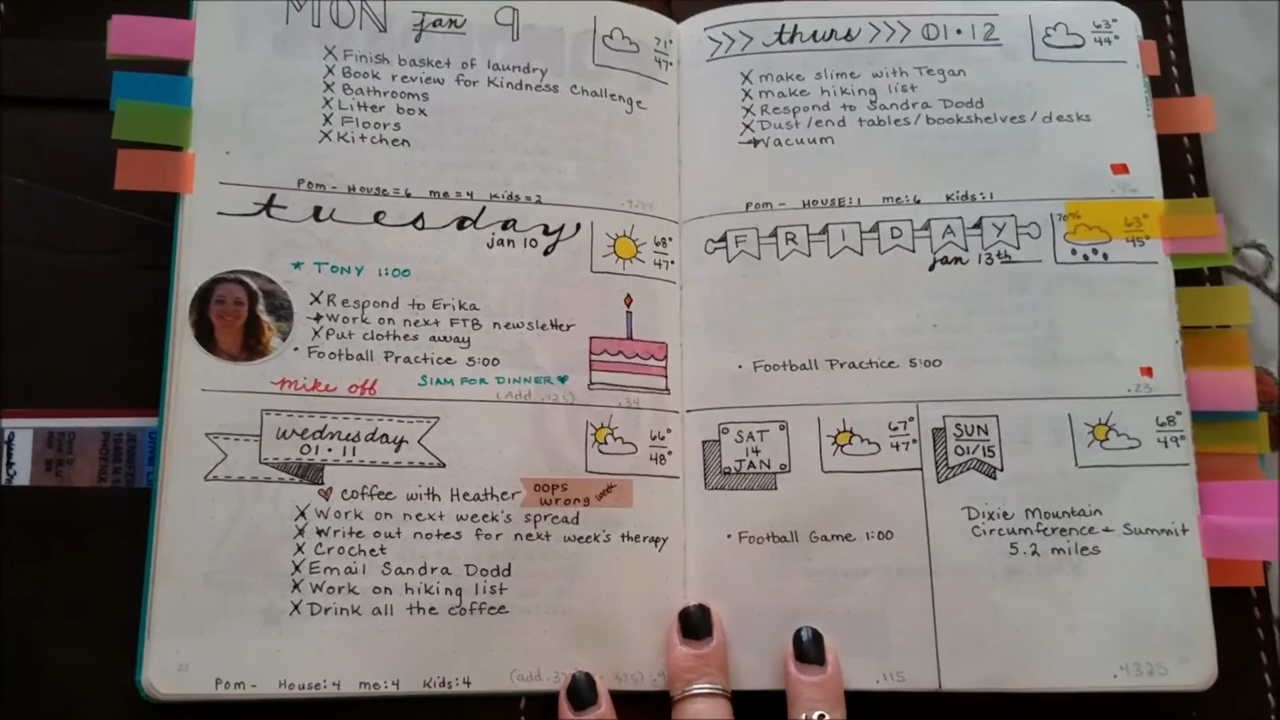 MON jan 9
71°
47°
X Finish basket of laundry
X Book review for Kindness Challenge
X Bathrooms
X Litter box
X Floors
X Kitchen
Pom - House=6 me=4 Kids=2
tuesday
jan 10
68°
47°
* TONY 1:00
X Respond to Erika
→ Work on next FTB newsletter
X Put clothes away
• Football Practice 5:00
mike off
SIAM FOR DINNER ♥
(Add .125)
.34
wednesday
01•11
66°
48°
♥ coffee with Heather
oops
wrong week
X Work on next week's spread
X Write out notes for next week's therapy
X Crochet
X Email Sandra Dodd
X Work on hiking list
X Drink all the coffee
Pom - House:4 me:4 Kids:4
>>> thurs >>> 01•12
63°
44°
X make slime with Tegan
X make hiking list
X Respond to Sandra Dodd
X Dust/end tables/bookshelves/desks
→ Vacuum
Pom - HOUSE:1 me:6 Kids:1
FRIDAY
jan 13th
70%
63°
45°
• Football Practice 5:00
.23
SAT
14
JAN
67°
47°
• Football Game 1:00
.115
SUN
01/15
68°
49°
Dixie Mountain
Circumference + Summit
5.2 miles
.4325